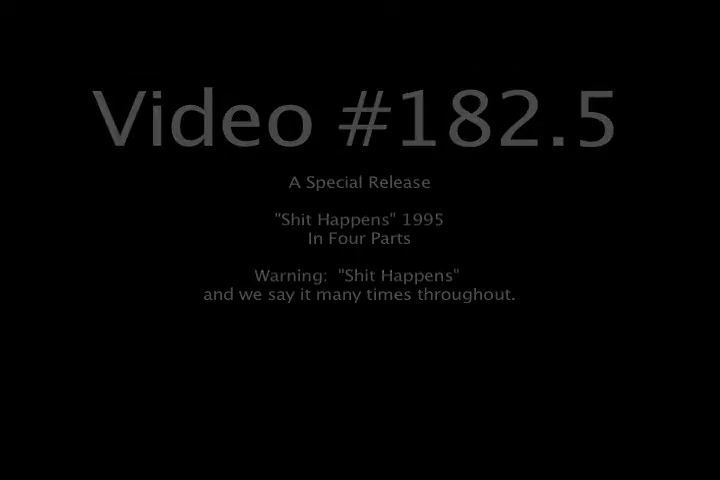 Video #182.5
A Special Release
"Shit Happens" 1995
In Four Parts
Warning:  "Shit Happens"
and we say it many times throughout.